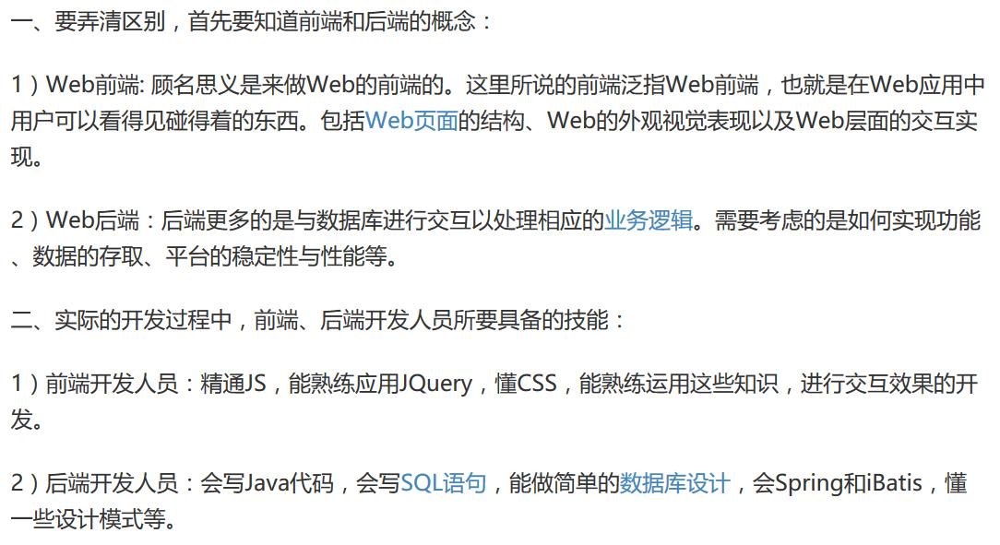 一、要弄清区别，首先要知道前端和后端的概念：
1）Web前端: 顾名思义是来做Web的前端的。这里所说的前端泛指Web前端，也就是在Web应用中
用户可以看得见碰得着的东西。包括Web页面的结构、Web的外观视觉表现以及Web层面的交互实
现。
2）Web后端：后端更多的是与数据库进行交互以处理相应的业务逻辑。需要考虑的是如何实现功能
、数据的存取、平台的稳定性与性能等。
二、实际的开发过程中，前端、后端开发人员所要具备的技能：
1）前端开发人员：精通JS，能熟练应用JQuery，懂CSS，能熟练运用这些知识，进行交互效果的开
发。
2）后端开发人员：会写Java代码，会写SQL语句，能做简单的数据库设计，会Spring和iBatis，懂
一些设计模式等。